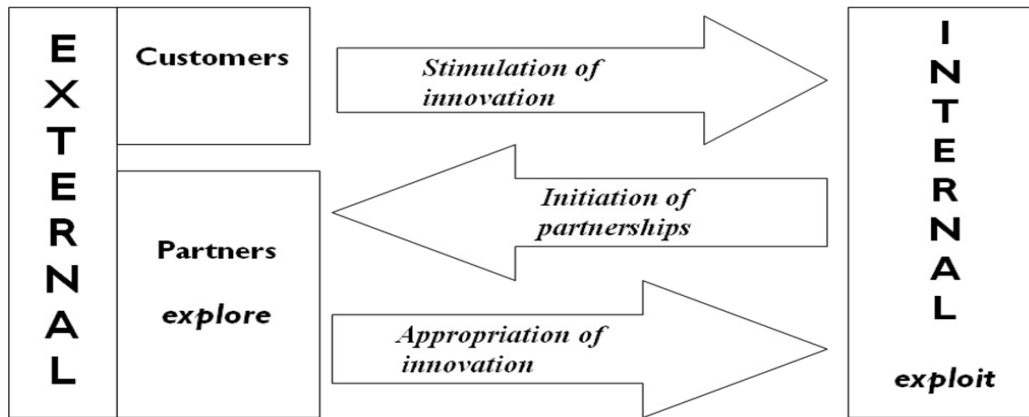 EXTERNAL
Customers
Stimulation of
innovation
Initiation of
partnerships
Partners
explore
Appropriation of
innovation
INTERNAL
exploit